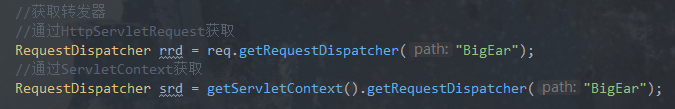 //获取转发器
//通过HttpServletRequest获取
RequestDispatcher rrd = req.getRequestDispatcher( path: "BigEar");
//通过ServletContext获取
RequestDispatcher srd = getServletContext().getRequestDispatcher( path: "BigEar");